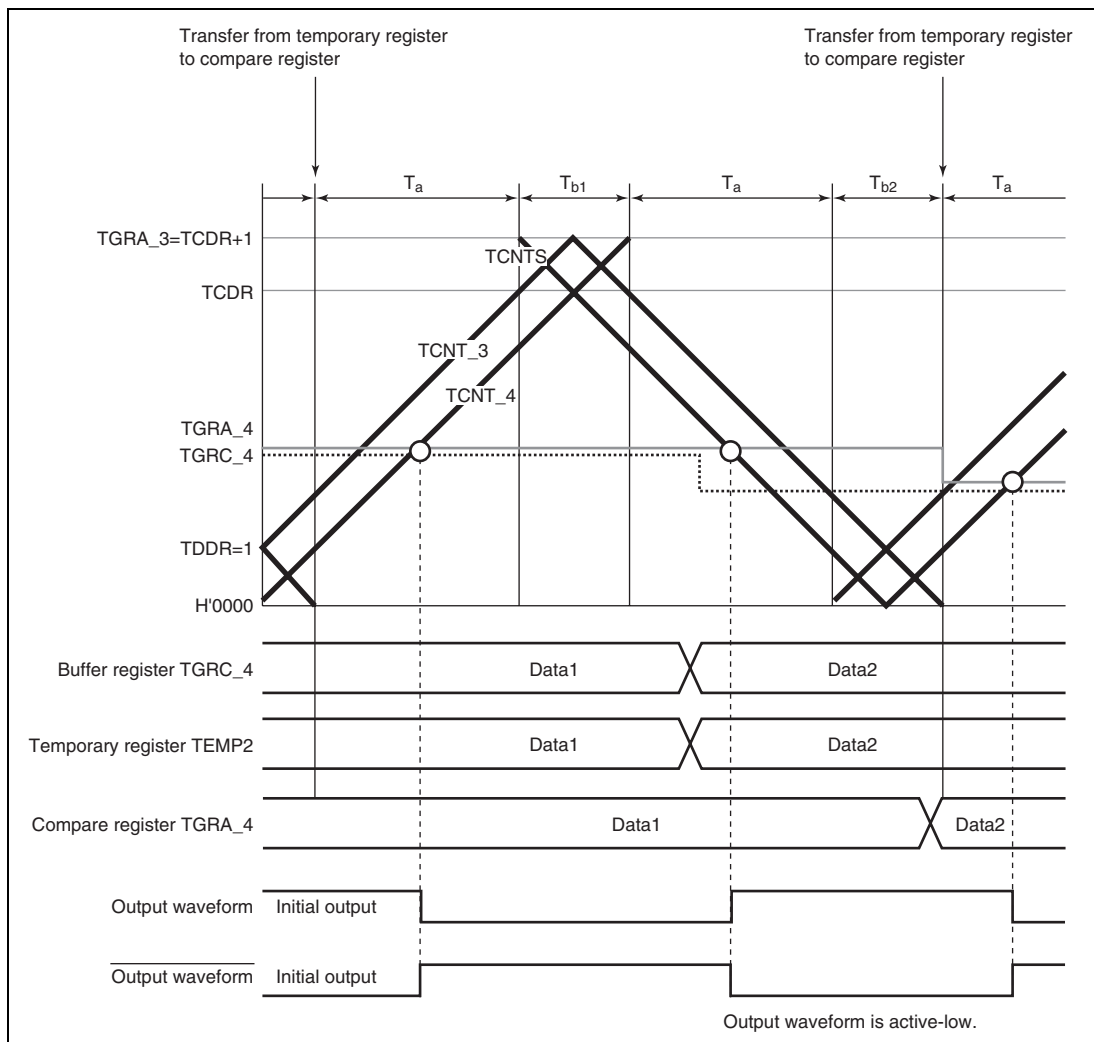 Transfer from temporary register
to compare register
Transfer from temporary register
to compare register
Ta
Tb1
Ta
Tb2
Ta
TGRA_3=TCDR+1
TCNTS
TCDR
TCNT_3
TCNT_4
TGRA_4
TGRC_4
TDDR=1
H'0000
Buffer register TGRC_4
Data1
Data2
Temporary register TEMP2
Data1
Data2
Compare register TGRA_4
Data1
Data2
Output waveform
Initial output
Output waveform
Initial output
Output waveform is active-low.